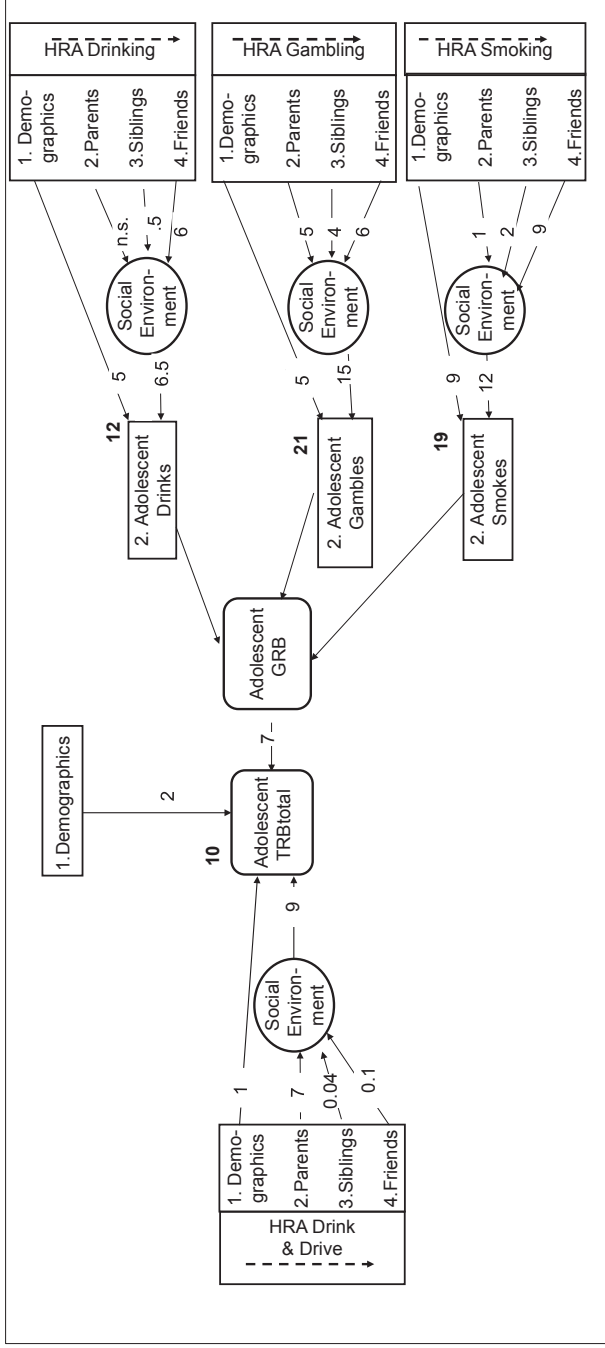 HRA Drinking
1. Demo-
graphics
2.Parents
3.Siblings
4.Friends
n.s.
.5
6
Social
Environ-
ment
5
6.5
12
2. Adolescent
Drinks
HRA Gambling
1.Demo-
graphics
2.Parents
3.Siblings
4.Friends
5
4
6
Social
Environ-
ment
5
15
21
2. Adolescent
Gambles
HRA Smoking
1.Demo-
graphics
2.Parents
3.Siblings
4.Friends
1
2
9
Social
Environ-
ment
9
12
19
2. Adolescent
Smokes
Adolescent
GRB
7
1.Demographics
2
10
Adolescent
TRBtotal
9
Social
Environ-
ment
1
7
0.04
0.1
1. Demo-
graphics
2.Parents
3.Siblings
4.Friends
HRA Drink
& Drive